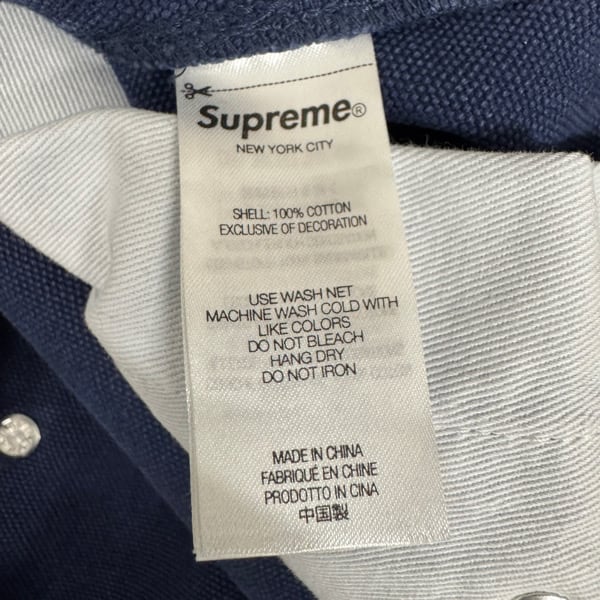 Supreme®
NEW YORK CITY
SHELL: 100% COTTON
EXCLUSIVE OF DECORATION
USE WASH NET
MACHINE WASH COLD WITH
LIKE COLORS
DO NOT BLEACH
HANG DRY
DO NOT IRON
MADE IN CHINA
FABRIQUÉ EN CHINE
PRODOTTO IN CINA
中国製